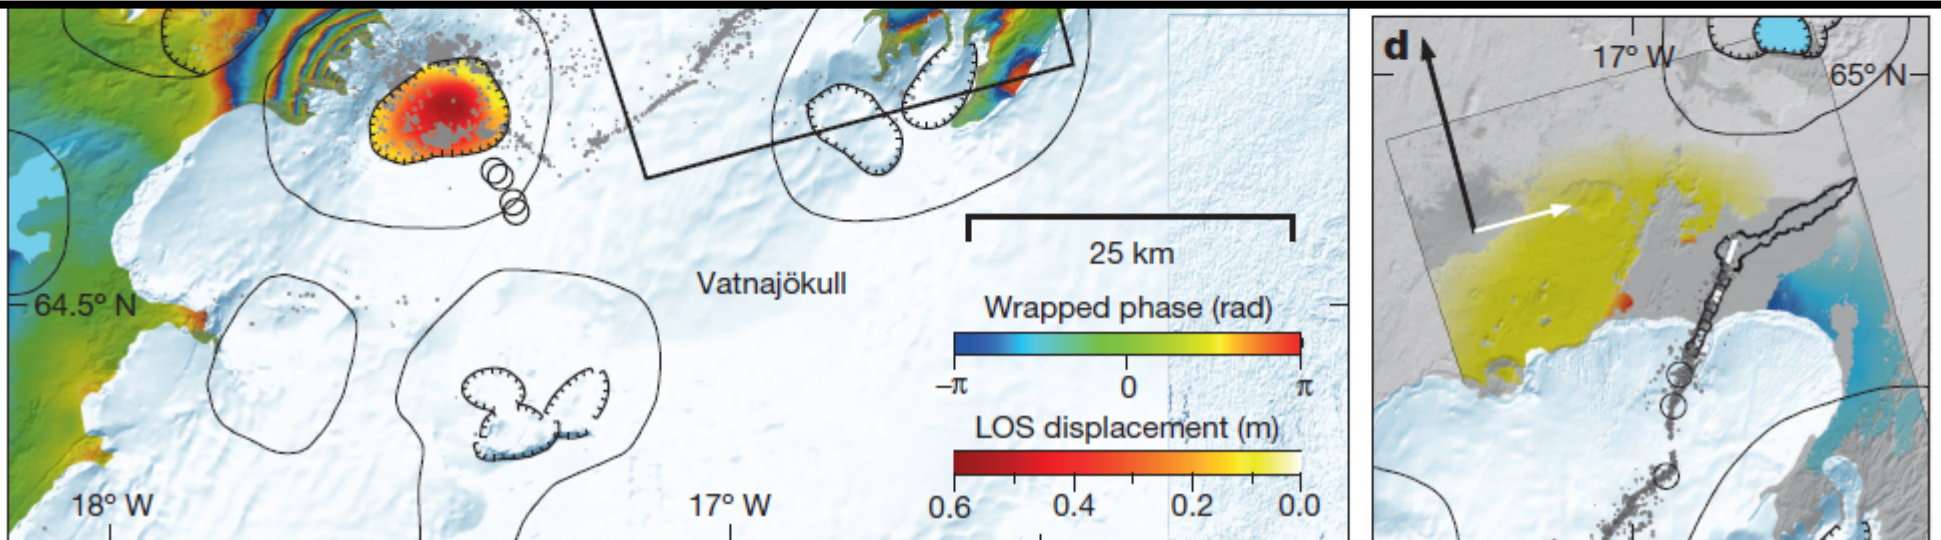 d
17° W
65° N
25 km
Vatnajökull
64.5° N
Wrapped phase (rad)
–π 0 π
LOS displacement (m)
0.6 0.4 0.2 0.0
18° W
17° W